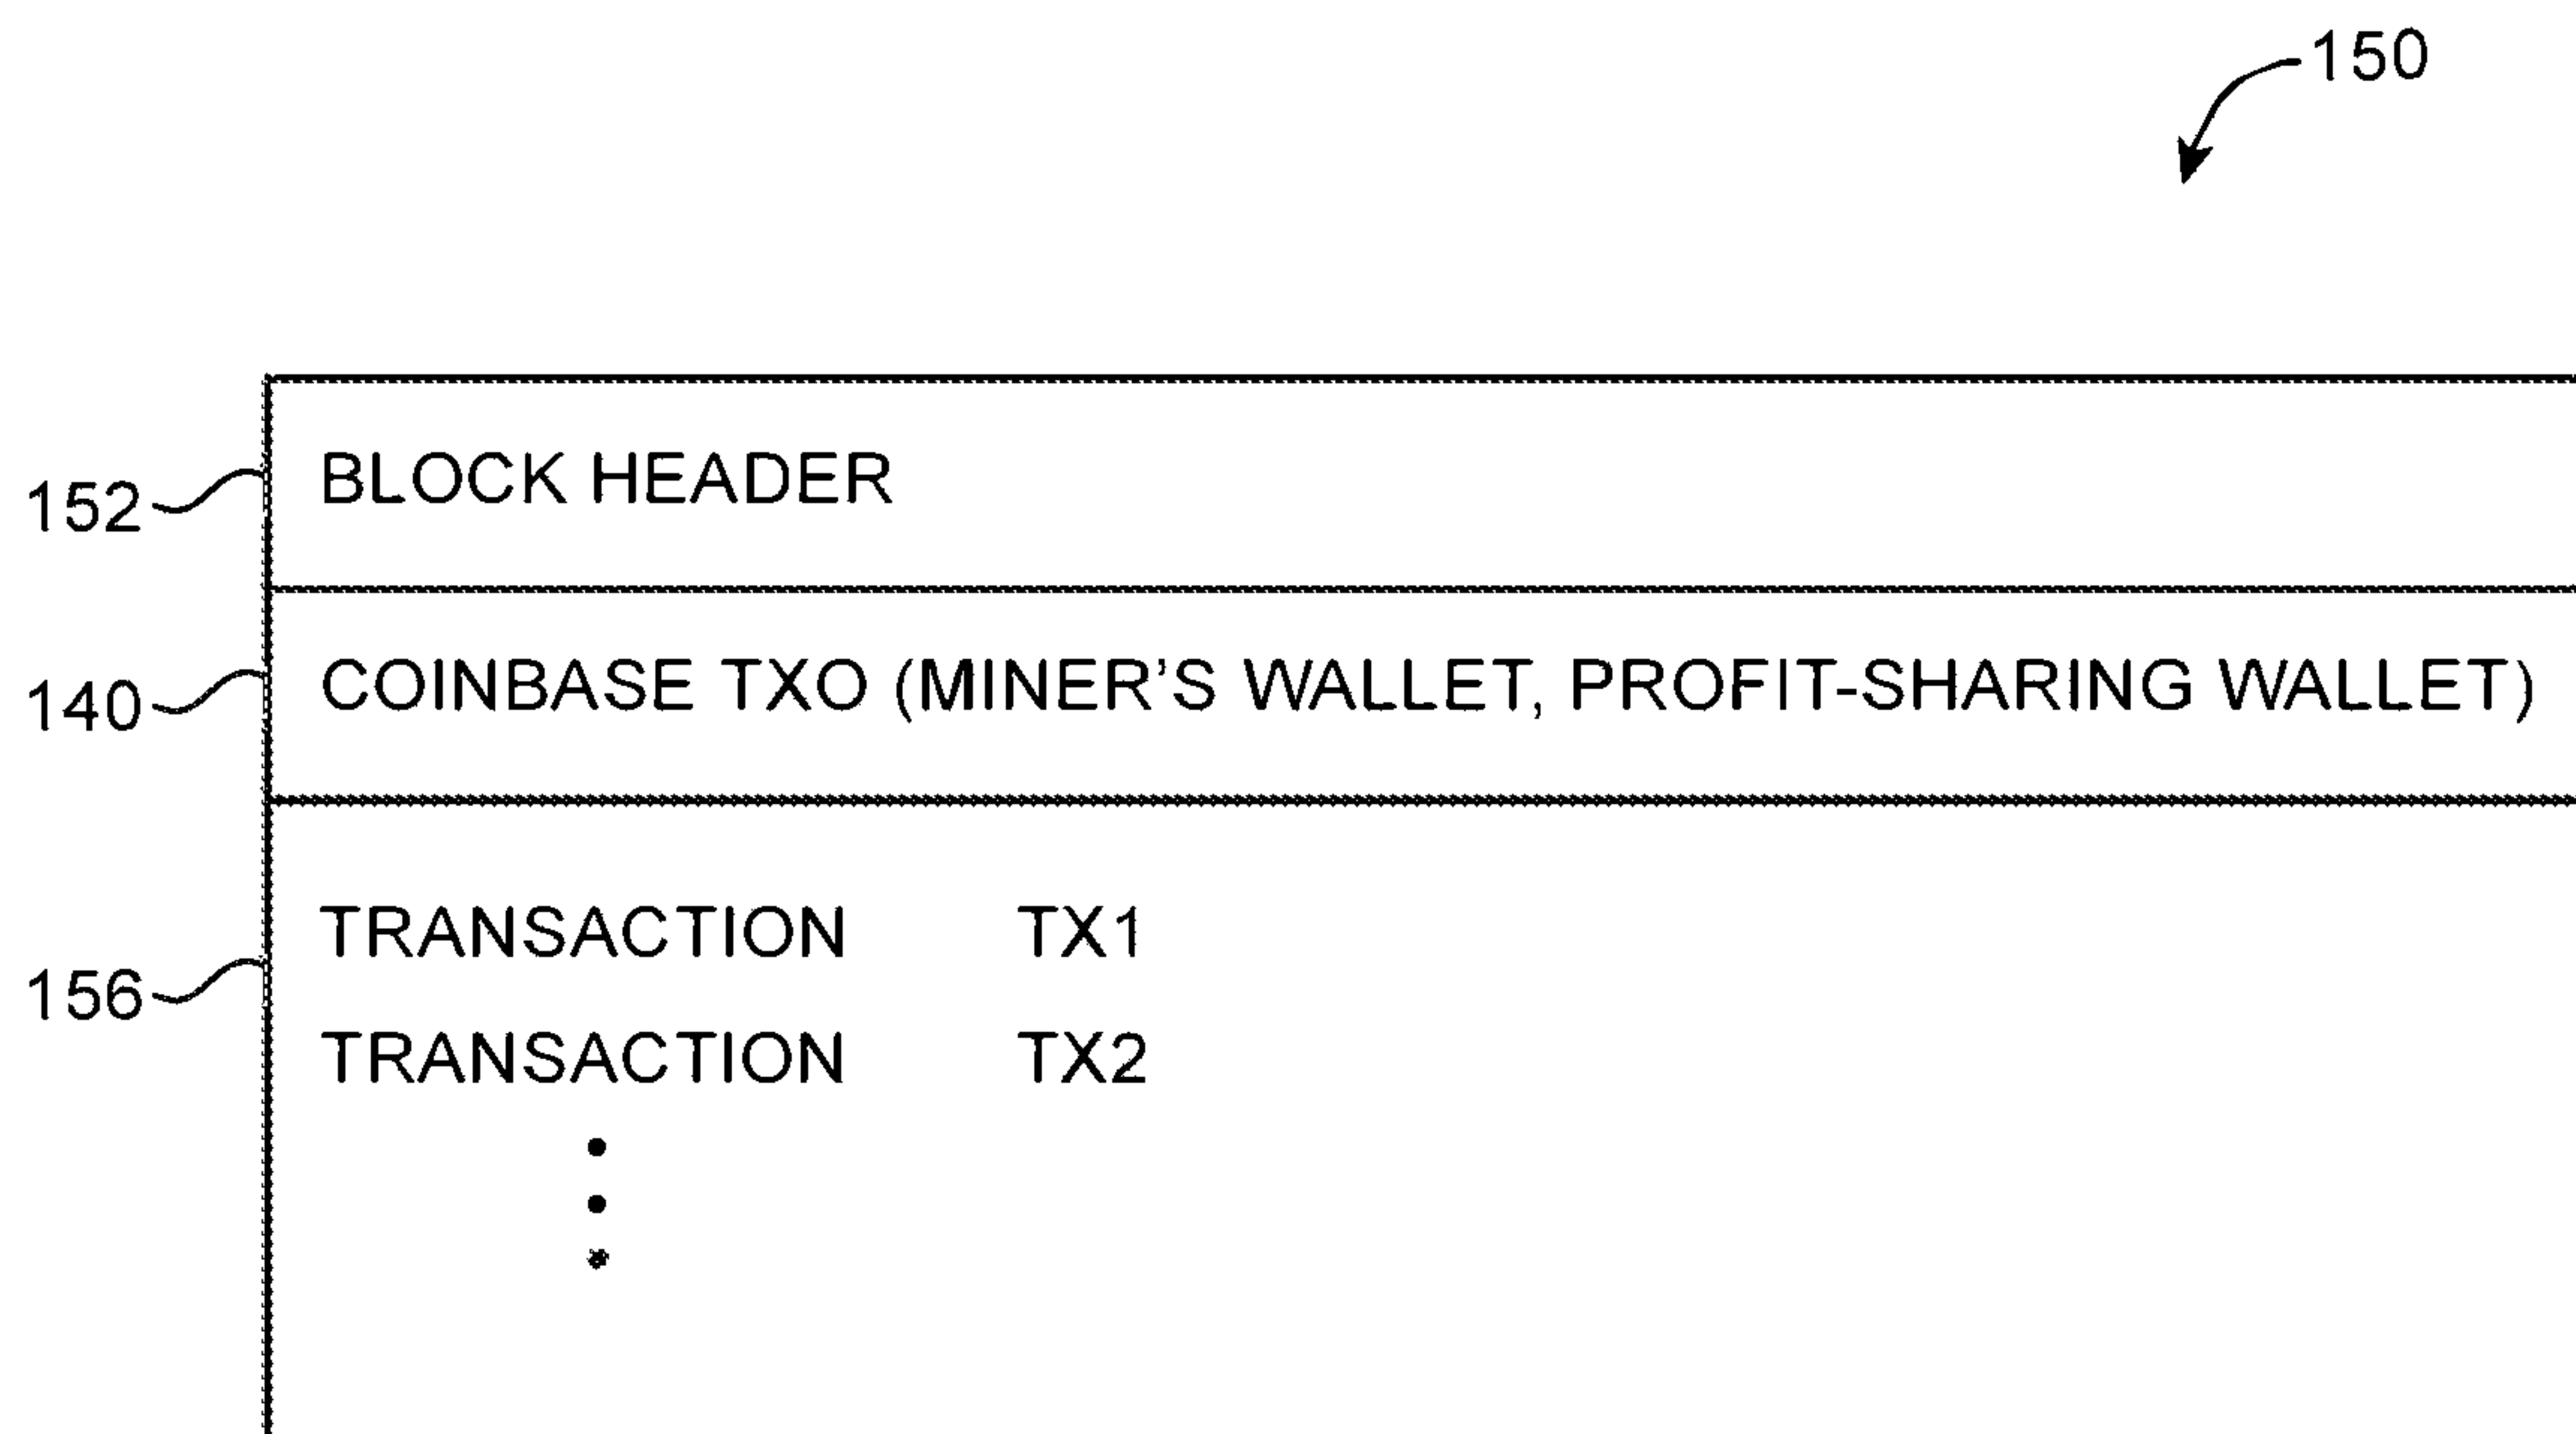 150
152 BLOCK HEADER
140 COINBASE TXO (MINER'S WALLET, PROFIT-SHARING WALLET)
TRANSACTION TX1
156
TRANSACTION TX2